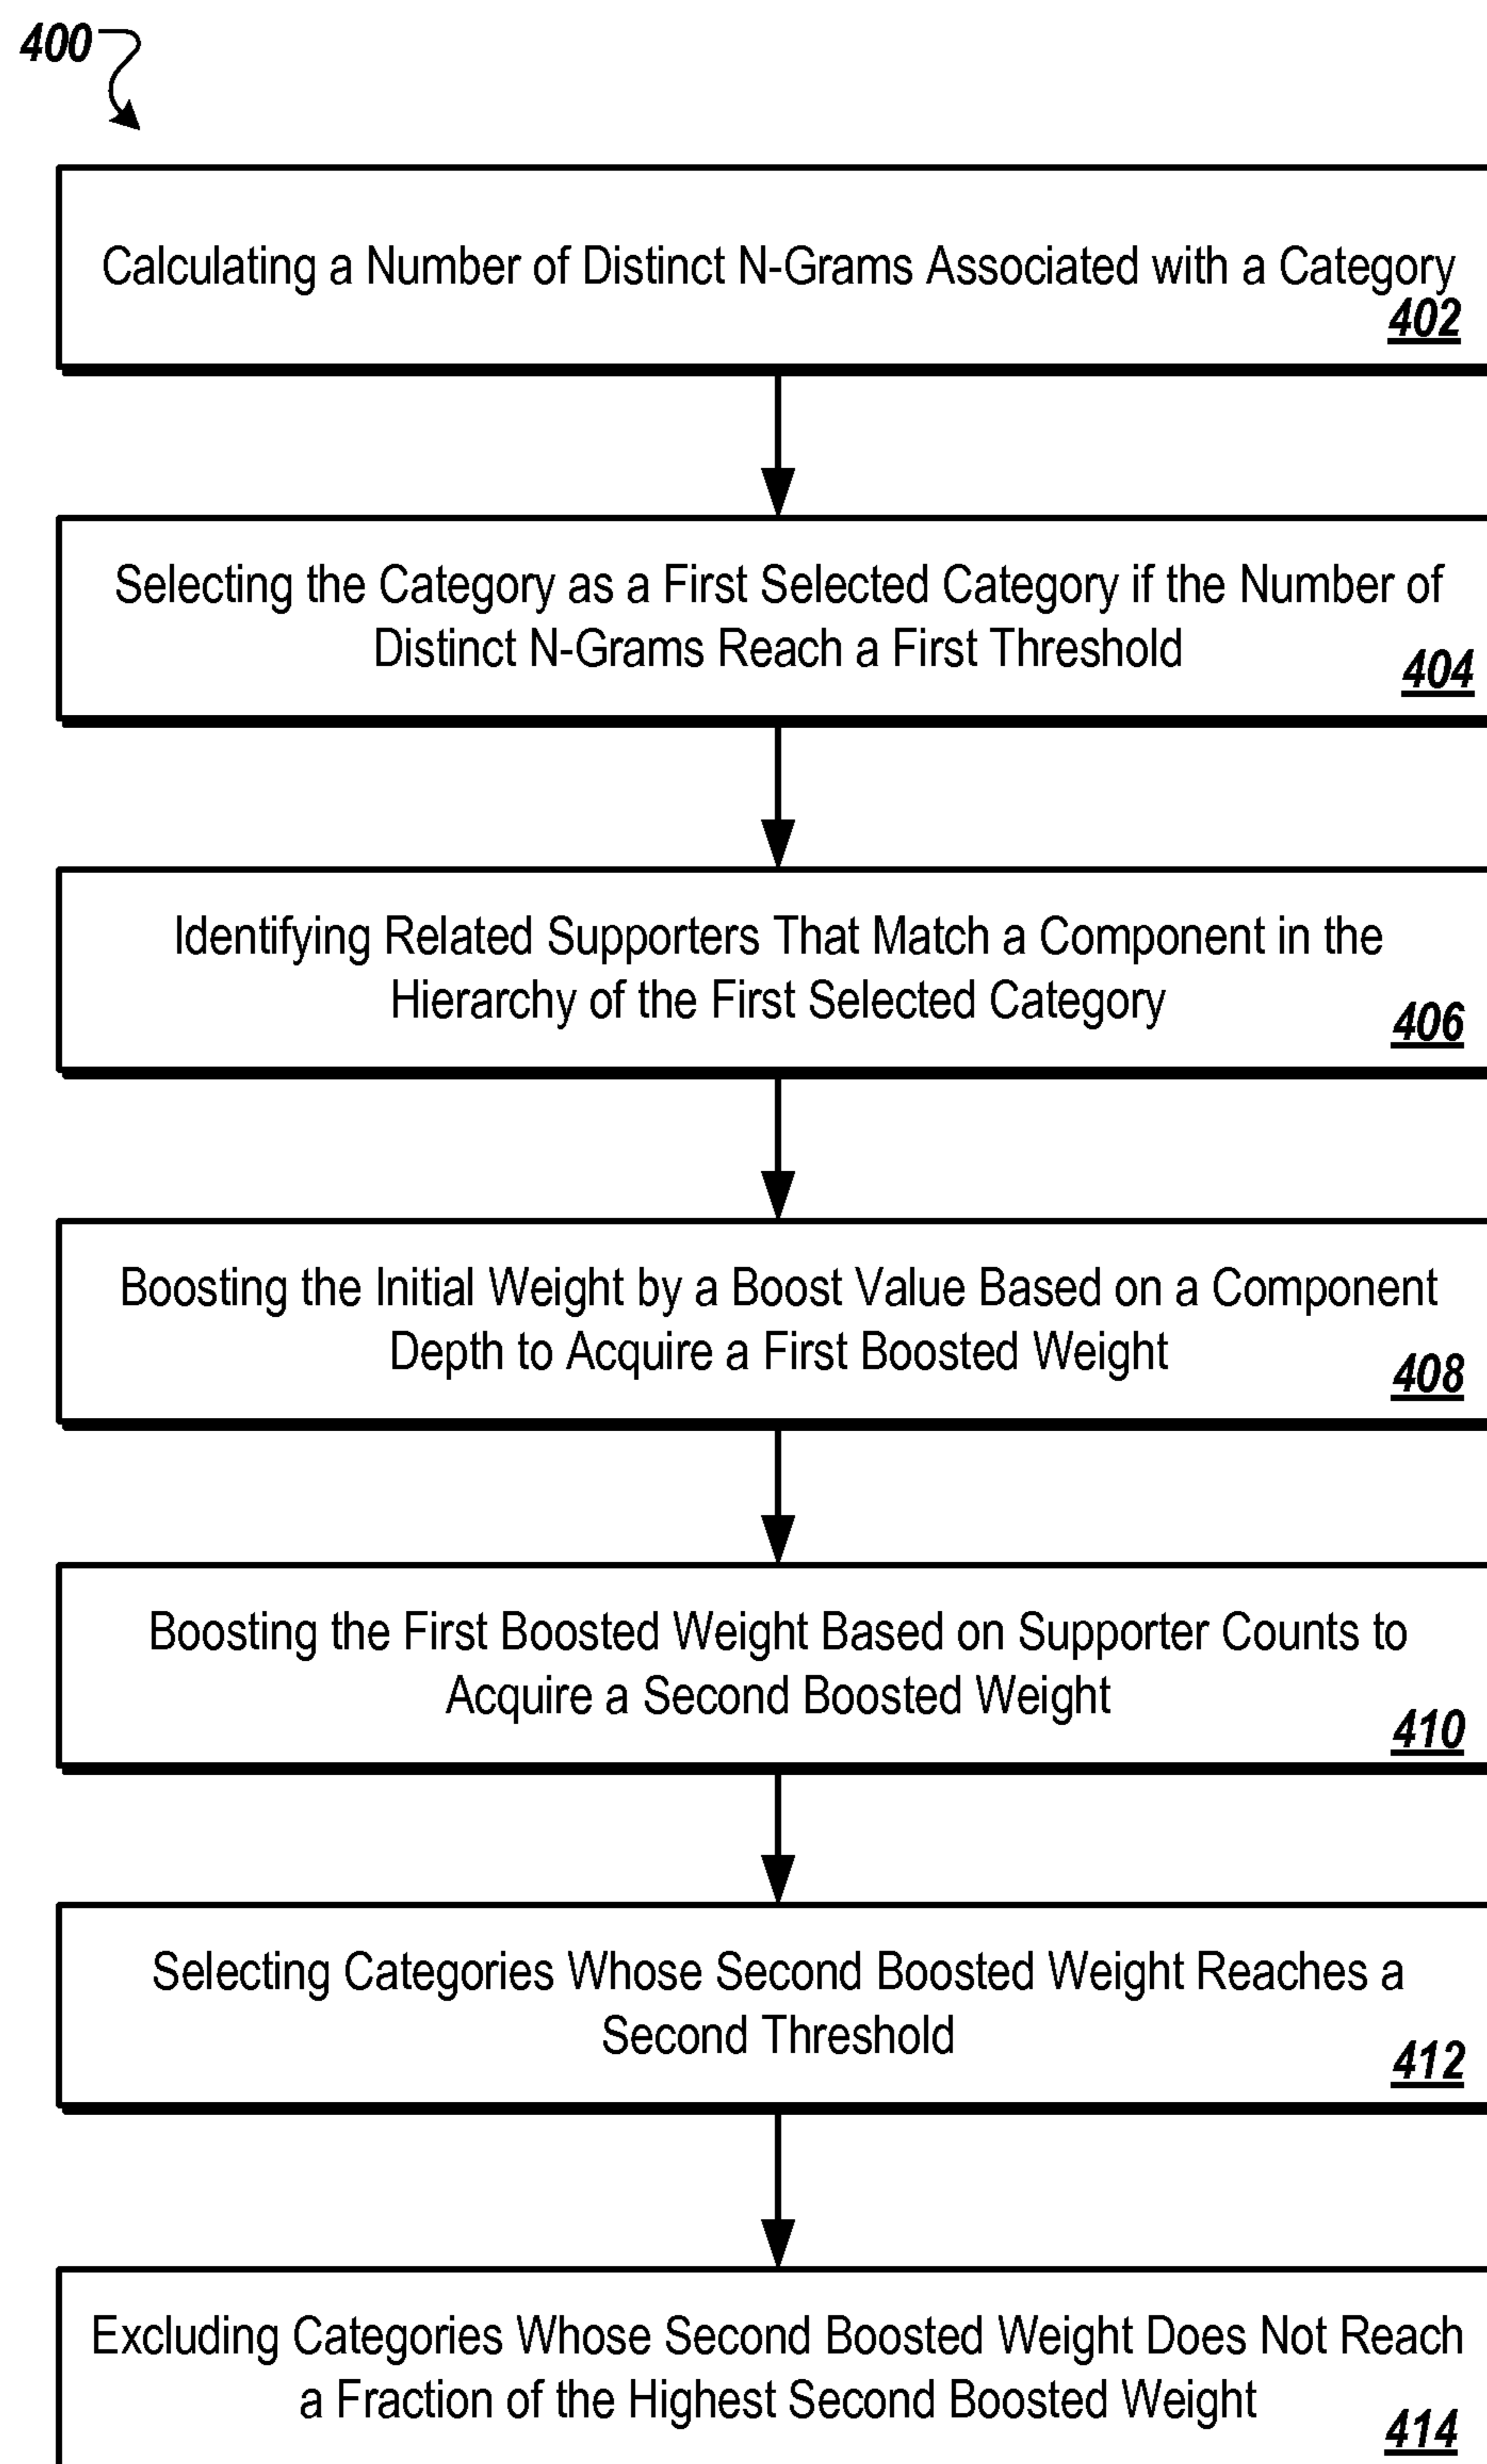 400
Calculating a Number of Distinct N-Grams Associated with a Category
402
Selecting the Category as a First Selected Category if the Number of
Distinct N-Grams Reach a First Threshold
404
Identifying Related Supporters That Match a Component in the
Hierarchy of the First Selected Category
406
Boosting the Initial Weight by a Boost Value Based on a Component
Depth to Acquire a First Boosted Weight
408
Boosting the First Boosted Weight Based on Supporter Counts to
Acquire a Second Boosted Weight
410
Selecting Categories Whose Second Boosted Weight Reaches a
Second Threshold
412
Excluding Categories Whose Second Boosted Weight Does Not Reach
a Fraction of the Highest Second Boosted Weight
414